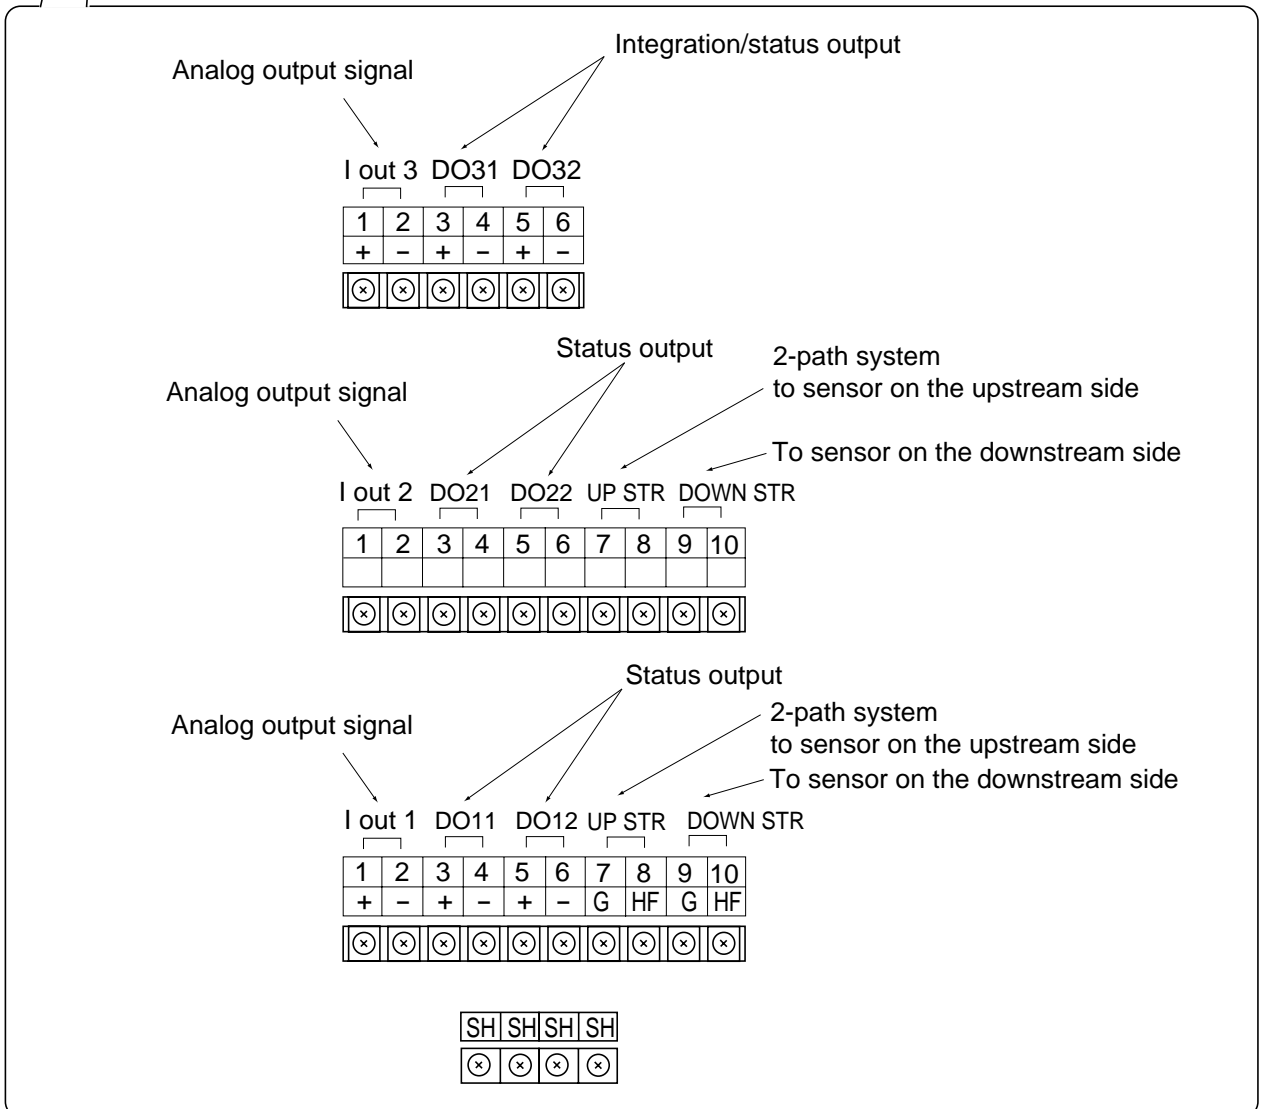 Integration/status output
Analog output signal
I out 3 DO31 DO32
1 2 3 4 5 6
+ − + − + −
Status output
2-path system
to sensor on the upstream side
Analog output signal
To sensor on the downstream side
I out 2 DO21 DO22 UP STR DOWN STR
1 2 3 4 5 6 7 8 9 10
Status output
2-path system
to sensor on the upstream side
Analog output signal
To sensor on the downstream side
I out 1 DO11 DO12 UP STR DOWN STR
1 2 3 4 5 6 7 8 9 10
+ − + − + − G HF G HF
SH SH SH SH